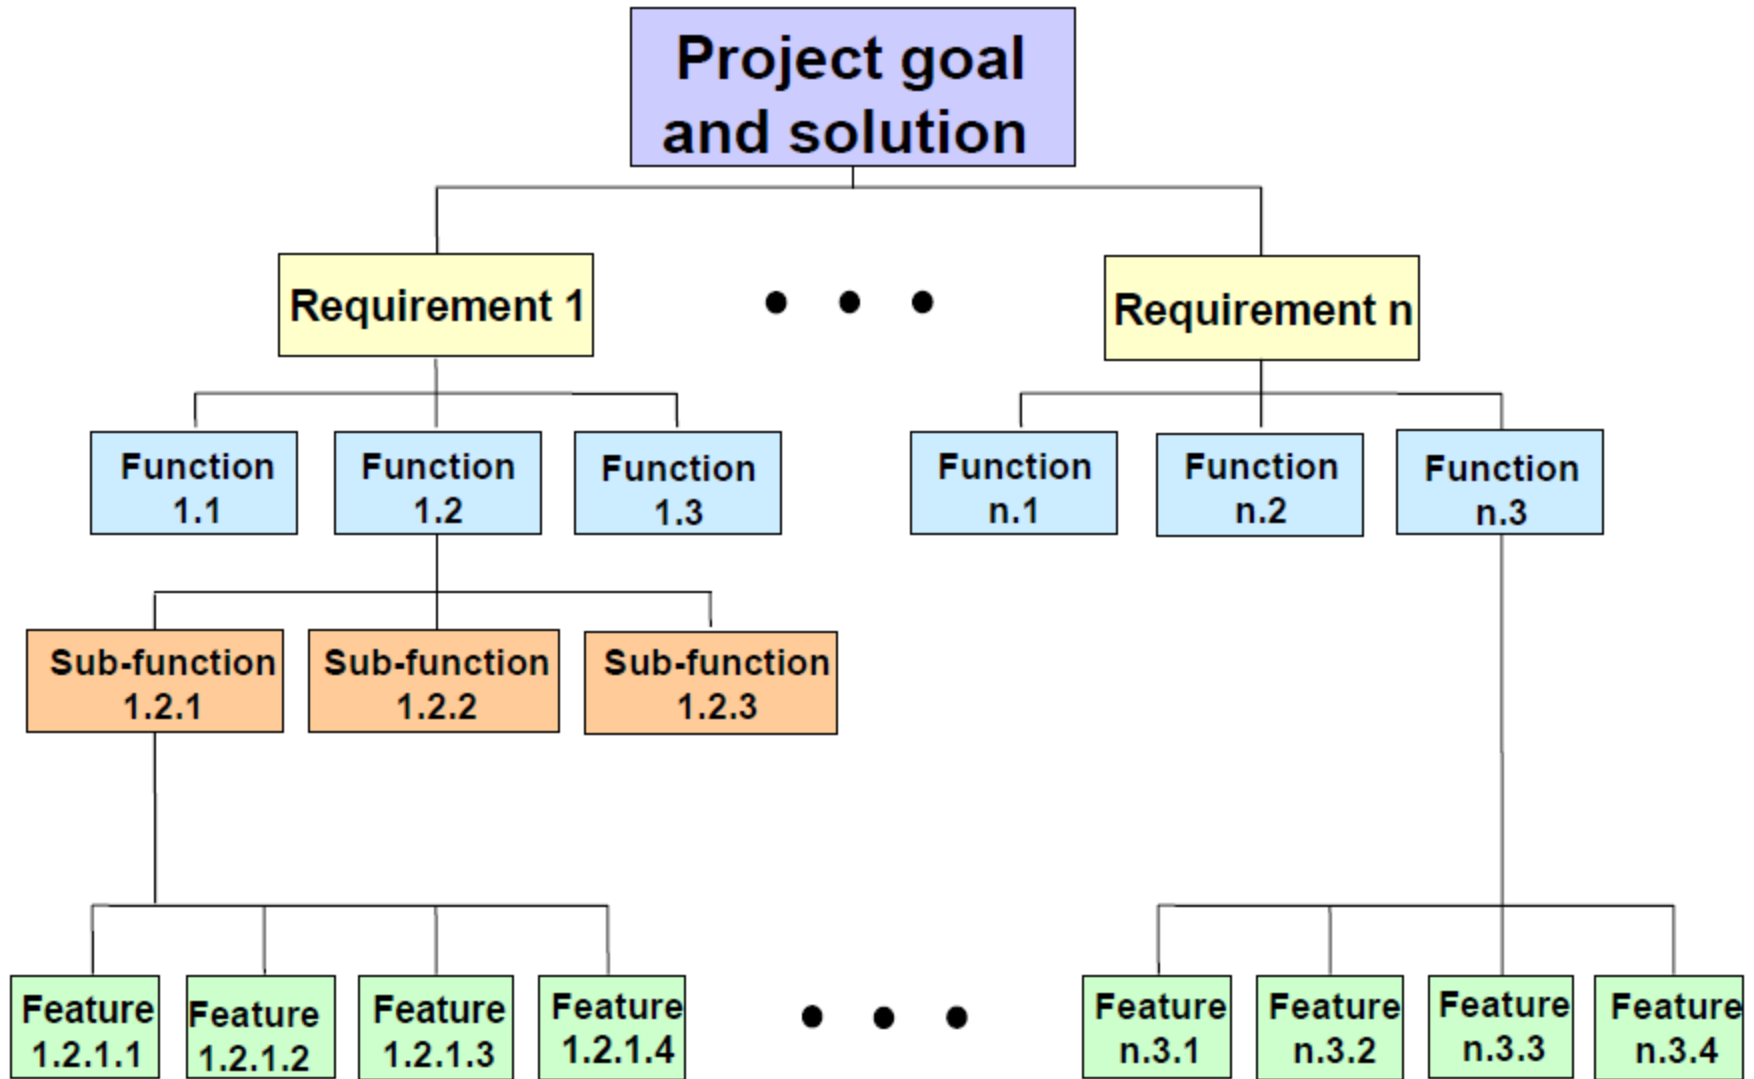 Project goal
and solution
Requirement 1
• • •
Requirement n
Function
1.1
Function
1.2
Function
1.3
Function
n.1
Function
n.2
Function
n.3
Sub-function
1.2.1
Sub-function
1.2.2
Sub-function
1.2.3
Feature
1.2.1.1
Feature
1.2.1.2
Feature
1.2.1.3
Feature
1.2.1.4
• • •
Feature
n.3.1
Feature
n.3.2
Feature
n.3.3
Feature
n.3.4